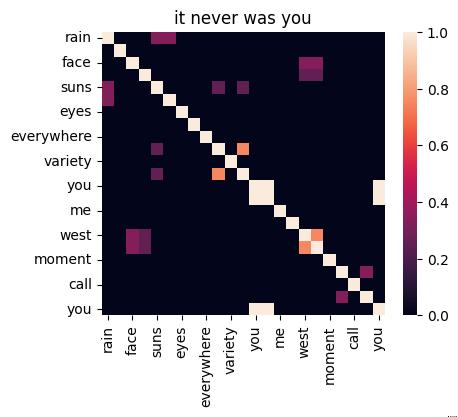 it never was you
rain
face
suns
eyes
everywhere
variety
you
me
west
moment
call
you
rain
face
suns
eyes
everywhere
variety
you
me
west
moment
call
you
1.0
0.8
0.6
0.4
0.2
0.0